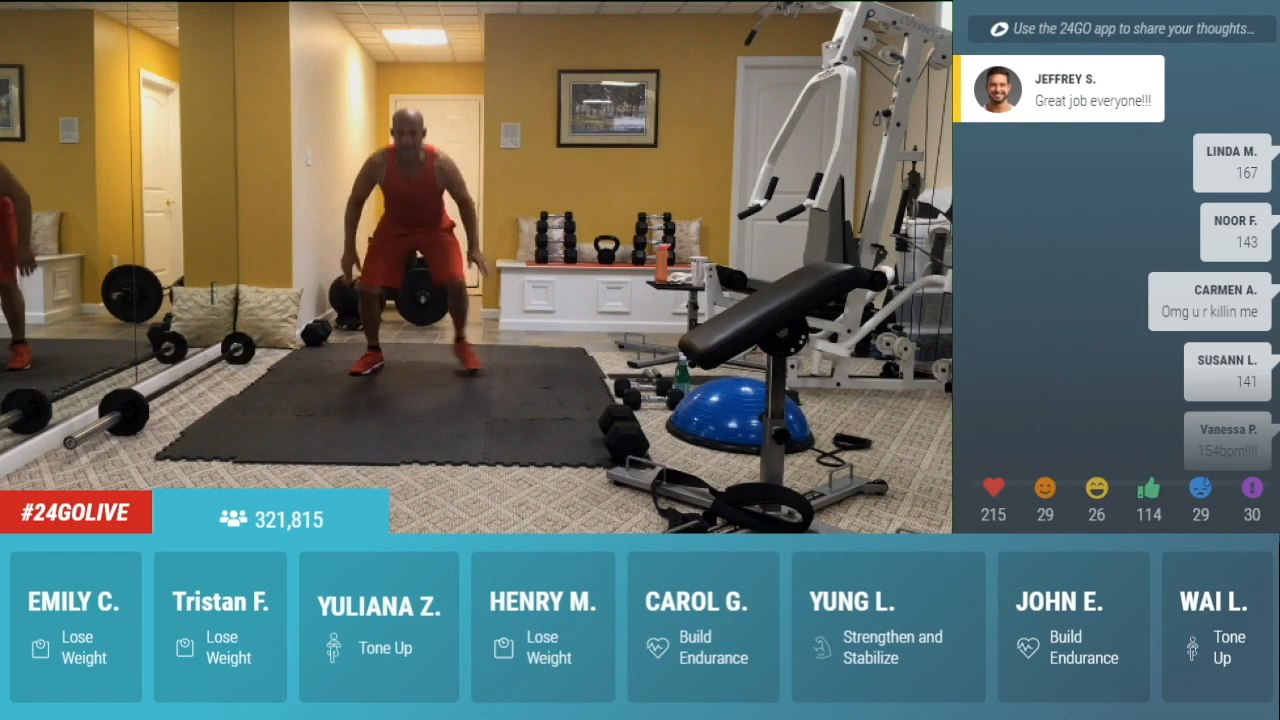 Use the 24GO app to share your thoughts...
JEFFREY S.
Great job everyone!!!
LINDA M.
167
NOOR F.
143
CARMEN A.
Omg u r killin me
SUSANN L.
141
Vanessa P.
154bpm!!!!
215 29 26 114 29 30
#24GOLIVE
321,815
EMILY C.
Lose
Weight
Tristan F.
Lose
Weight
YULIANA Z.
Tone Up
HENRY M.
Lose
Weight
CAROL G.
Build
Endurance
YUNG L.
Strengthen and
Stabilize
JOHN E.
Build
Endurance
WAI L.
Tone
Up